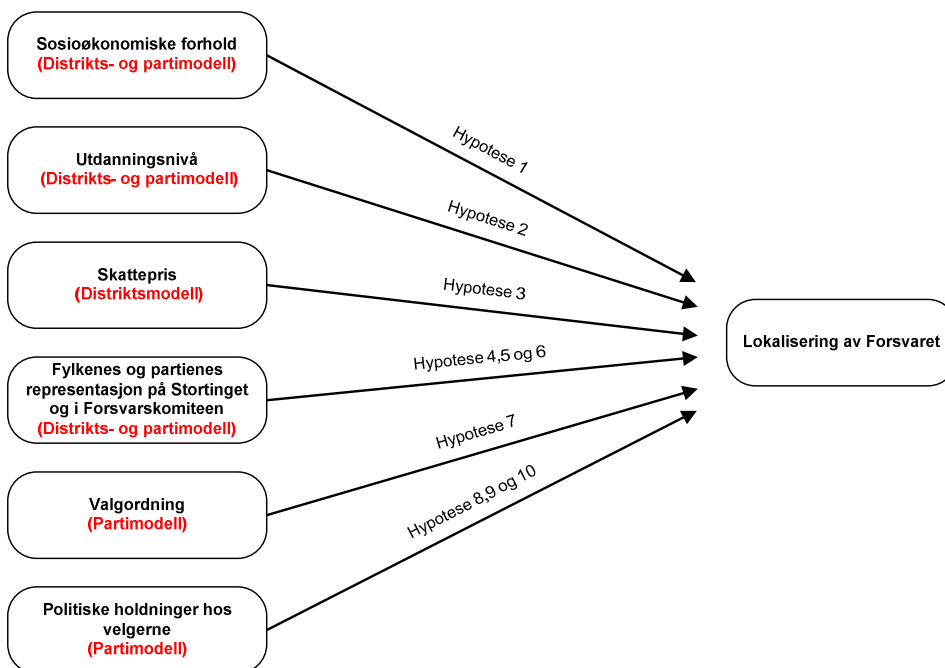 Sosioøkonomiske forhold
(Distrikts- og partimodell)
Hypotese 1
Utdanningsnivå
(Distrikts- og partimodell)
Hypotese 2
Skattepris
(Distriktsmodell)
Hypotese 3
Lokalisering av Forsvaret
Fylkenes og partienes
representasjon på Stortinget
og i Forsvarskomiteen
(Distrikts- og partimodell)
Hypotese 4,5 og 6
Valgordning
(Partimodell)
Hypotese 7
Politiske holdninger hos
velgerne
(Partimodell)
Hypotese 8,9 og 10